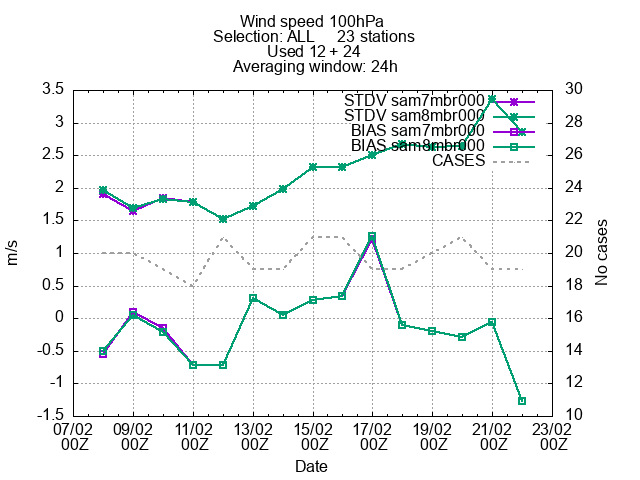 Wind speed 100hPa
Selection: ALL 23 stations
Used 12 + 24
Averaging window: 24h
STDV sam7mbr000
STDV sam8mbr000
BIAS sam7mbr000
BIAS sam8mbr000
CASES
3.5
3
2.5
2
1.5
1
0.5
0
-0.5
-1
-1.5
m/s
30
28
26
24
22
20
18
16
14
12
10
No cases
07/02 09/02 11/02 13/02 15/02 17/02 19/02 21/02 23/02
00Z 00Z 00Z 00Z 00Z 00Z 00Z 00Z 00Z
Date